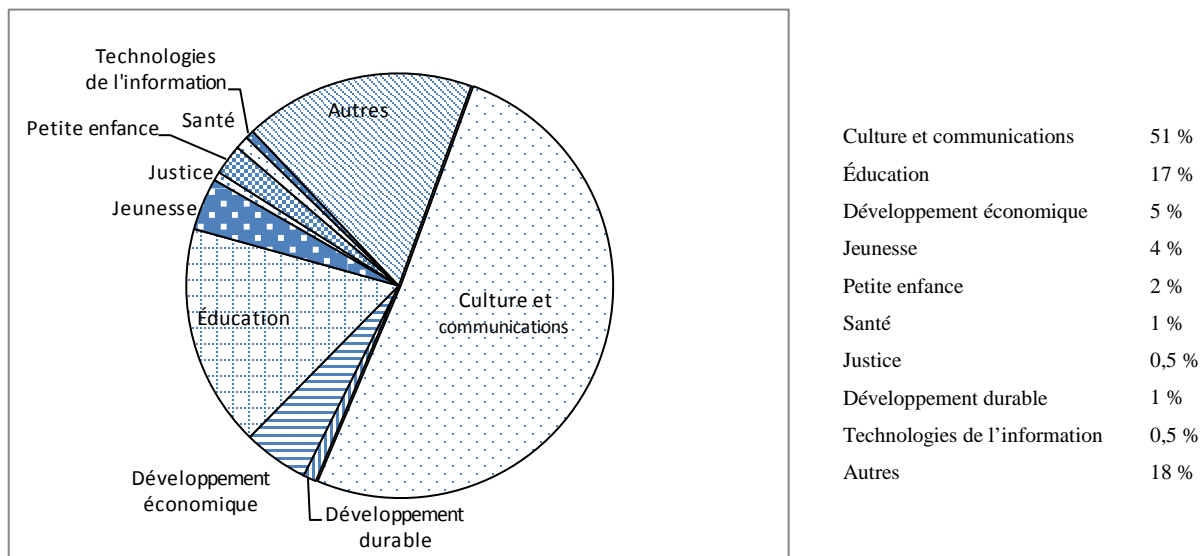 Technologies
de l'information
Autres
Santé
Petite enfance
Justice
Jeunesse
Éducation
Culture et
communications
Développement
économique
Développement
durable
Culture et communications 51 %
Éducation 17 %
Développement économique 5 %
Jeunesse 4 %
Petite enfance 2 %
Santé 1 %
Justice 0,5 %
Développement durable 1 %
Technologies de l’information 0,5 %
Autres 18 %